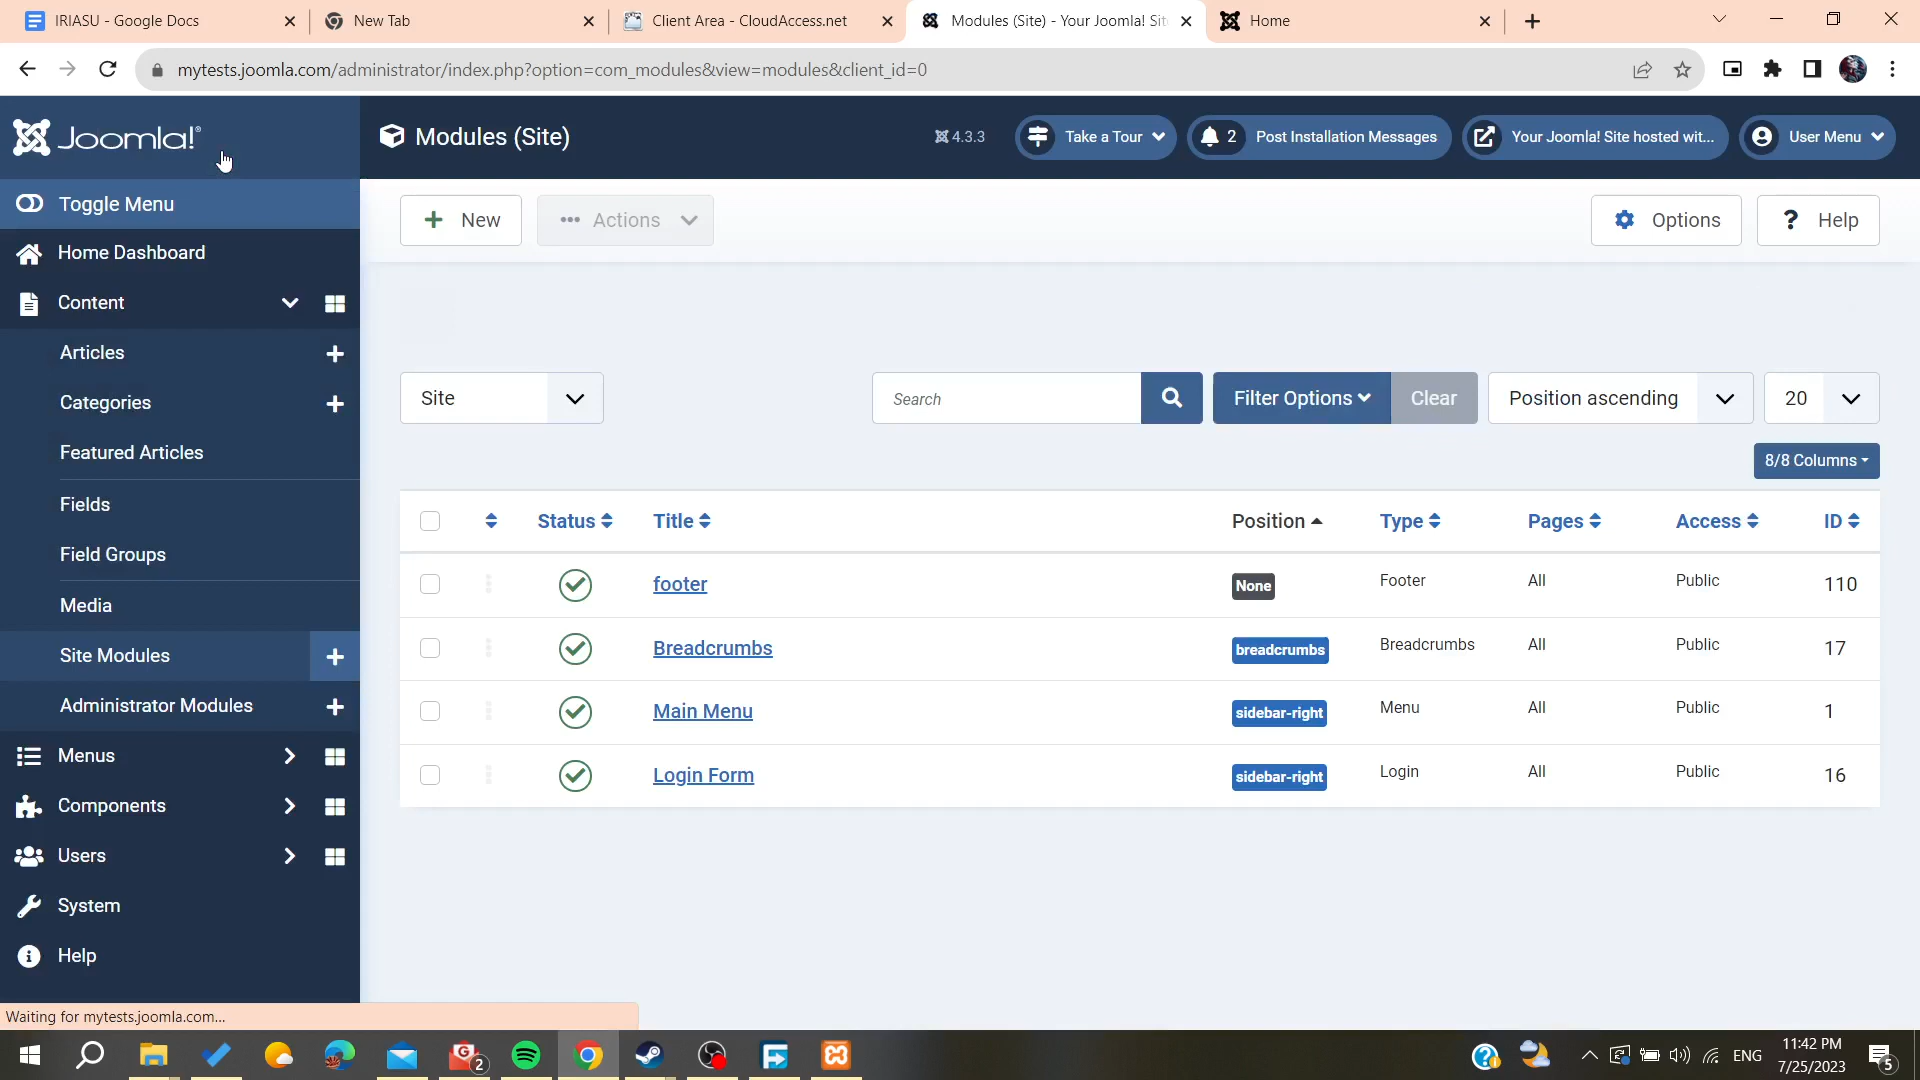 IRIASU - Google Docs
New Tab
Client Area - CloudAccess.net
Modules (Site) - Your Joomla! Sit
Home
mytests.joomla.com/administrator/index.php?option=com_modules&view=modules&client_id=0
Joomla!®
Modules (Site)
4.3.3
Take a Tour
2 Post Installation Messages
Your Joomla! Site hosted wit...
User Menu
Toggle Menu
New
Actions
Options
? Help
Home Dashboard
Content
Articles
Categories
Featured Articles
Fields
Field Groups
Media
Site Modules
Administrator Modules
Menus
Components
Users
System
Help
Site
Search
Filter Options
Clear
Position ascending
20
8/8 Columns
Status Title Position Type Pages Access ID
footer None Footer All Public 110
Breadcrumbs breadcrumbs Breadcrumbs All Public 17
Main Menu sidebar-right Menu All Public 1
Login Form sidebar-right Login All Public 16
Waiting for mytests.joomla.com...
2
ENG
11:42 PM
7/25/2023
5